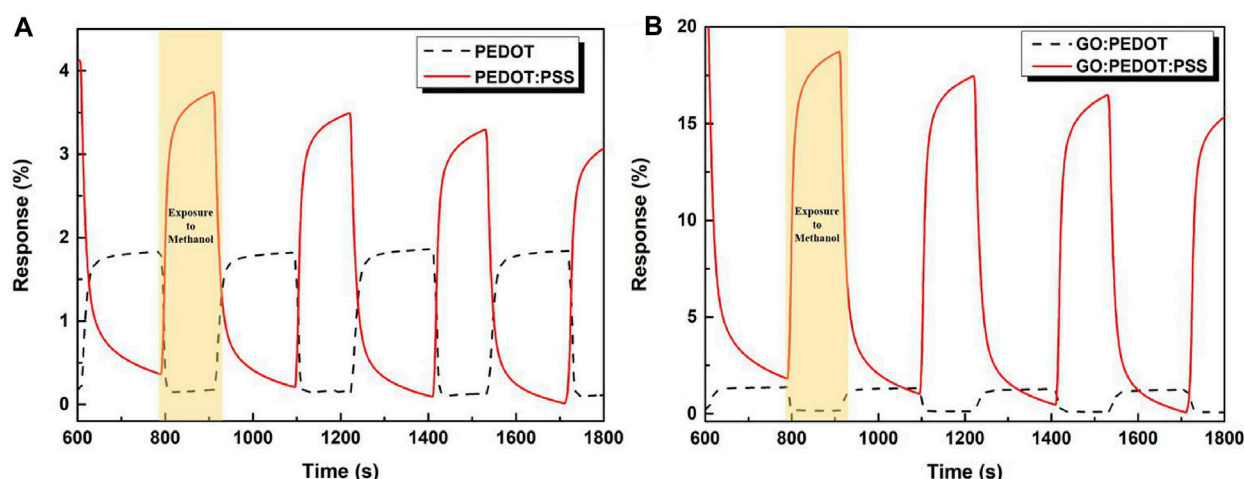 A
PEDOT
PEDOT:PSS
Exposure
to
Methanol
Response (%)
4
3
2
1
0
600 800 1000 1200 1400 1600 1800
Time (s)
B
GO:PEDOT
GO:PEDOT:PSS
Exposure
to
Methanol
Response (%)
20
15
10
5
0
600 800 1000 1200 1400 1600 1800
Time (s)